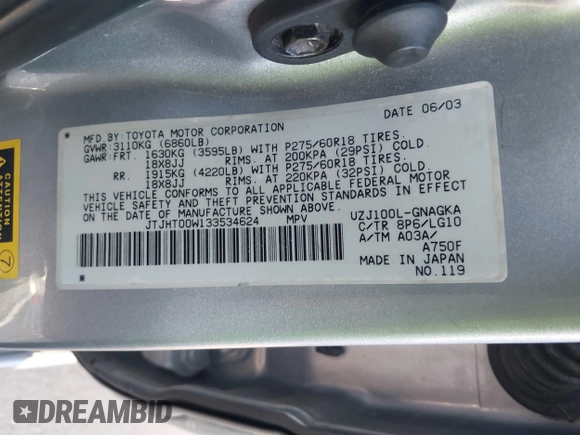 MFD.BY:TOYOTA MOTOR CORPORATION DATE 06/03
GVWR:3110KG (6860LB)
GAWR:FRT. 1630KG (3595LB) WITH P275/60R18 TIRES.
18X8JJ RIMS. AT 200KPA (29PSI) COLD.
RR. 1915KG (4220LB) WITH P275/60R18 TIRES.
18X8JJ RIMS. AT 220KPA (32PSI) COLD.
THIS VEHICLE CONFORMS TO ALL APPLICABLE FEDERAL MOTOR
VEHICLE SAFETY AND THEFT PREVENTION STANDARDS IN EFFECT
ON THE DATE OF MANUFACTURE SHOWN ABOVE.
JTJHT00W133534624 MPV
UZJ100L-GNAGKA
C/TR 8P6/LG10
A/TM A03A/
A750F
MADE IN JAPAN
NO.119
CAUTION
7
DREAMBID